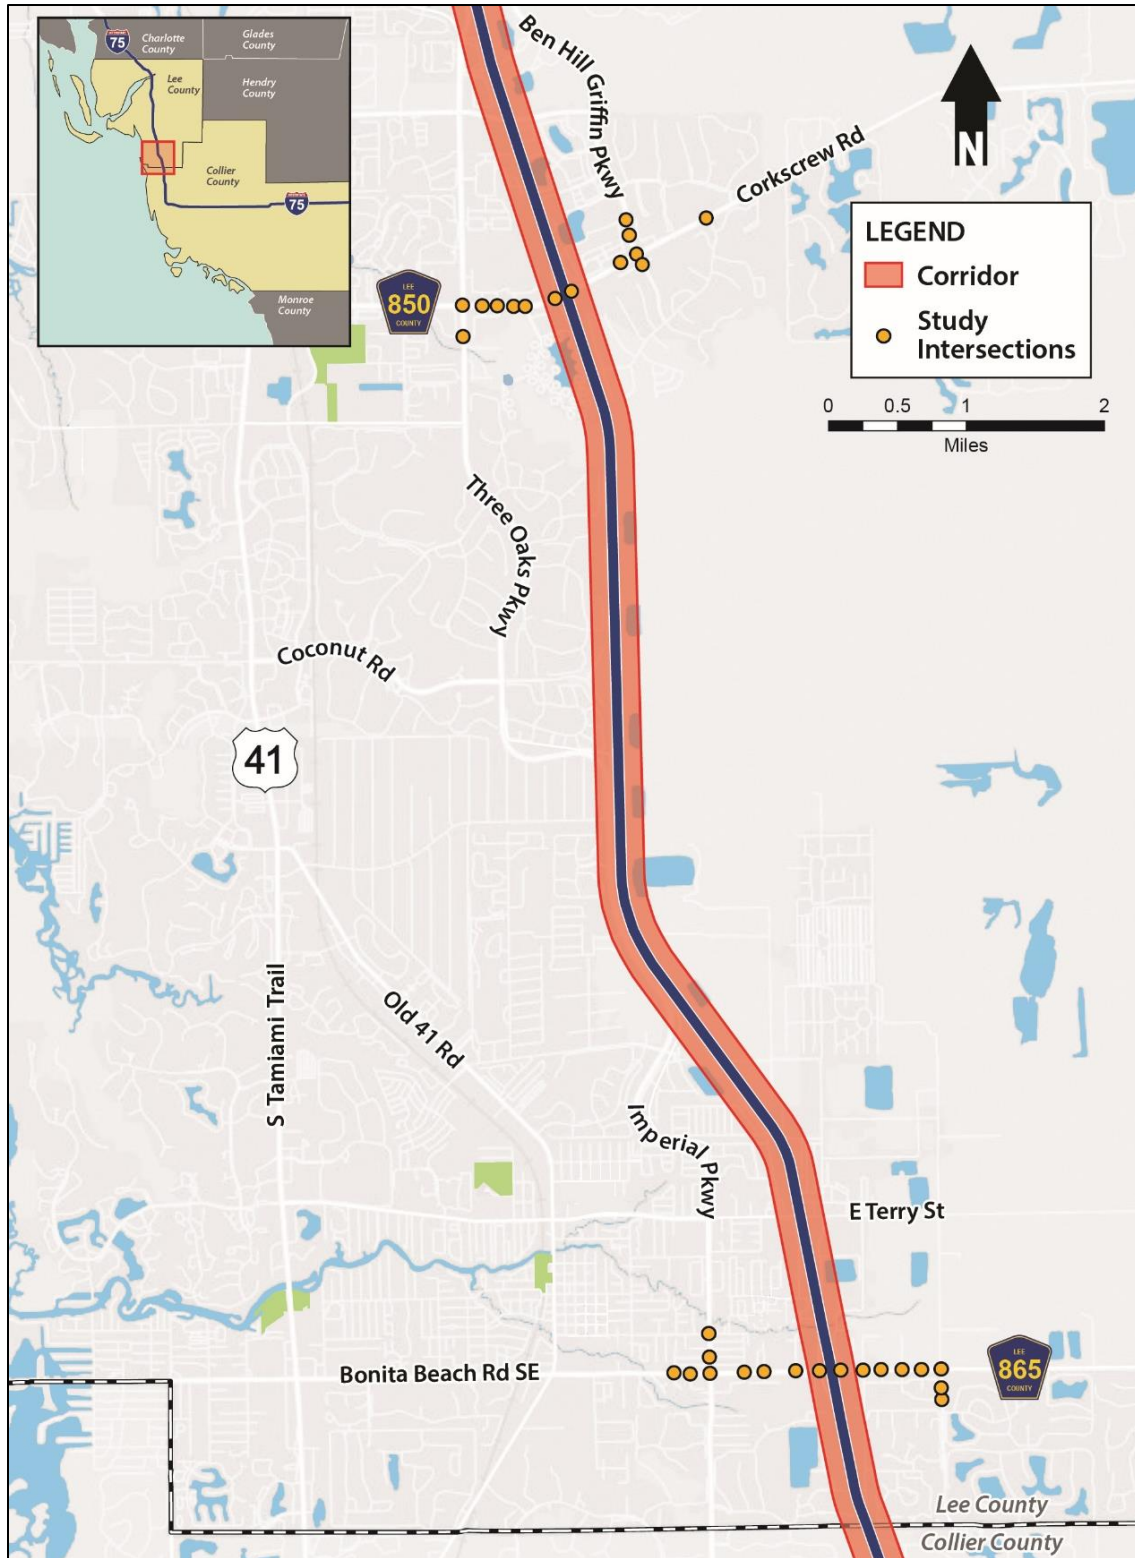 75
Charlotte
County
Glades
County
Lee
County
Hendry
County
Collier
County
75
Monroe
County
Ben Hill Griffin Pkwy
Corkscrew Rd
N
LEGEND
Corridor
Study
Intersections
0 0.5 1 2
Miles
LEE
850
COUNTY
Three Oaks Pkwy
Coconut Rd
41
S Tamiami Trail
Old 41 Rd
Imperial Pkwy
E Terry St
Bonita Beach Rd SE
LEE
865
COUNTY
Lee County
Collier County